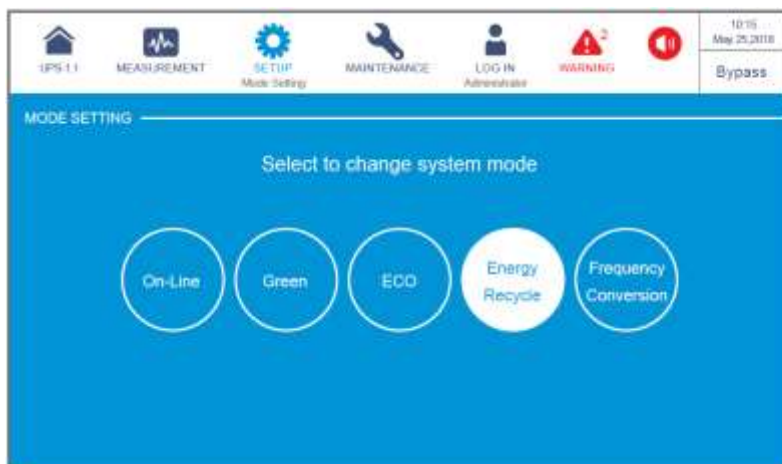 UPS-1.1
MEASUREMENT
SETUP
Mode Setting
MAINTENANCE
LOG IN
Administrator
WARNING
2
10:15
May 25,2018
Bypass
MODE SETTING
Select to change system mode
On-Line
Green
ECO
Energy
Recycle
Frequency
Conversion